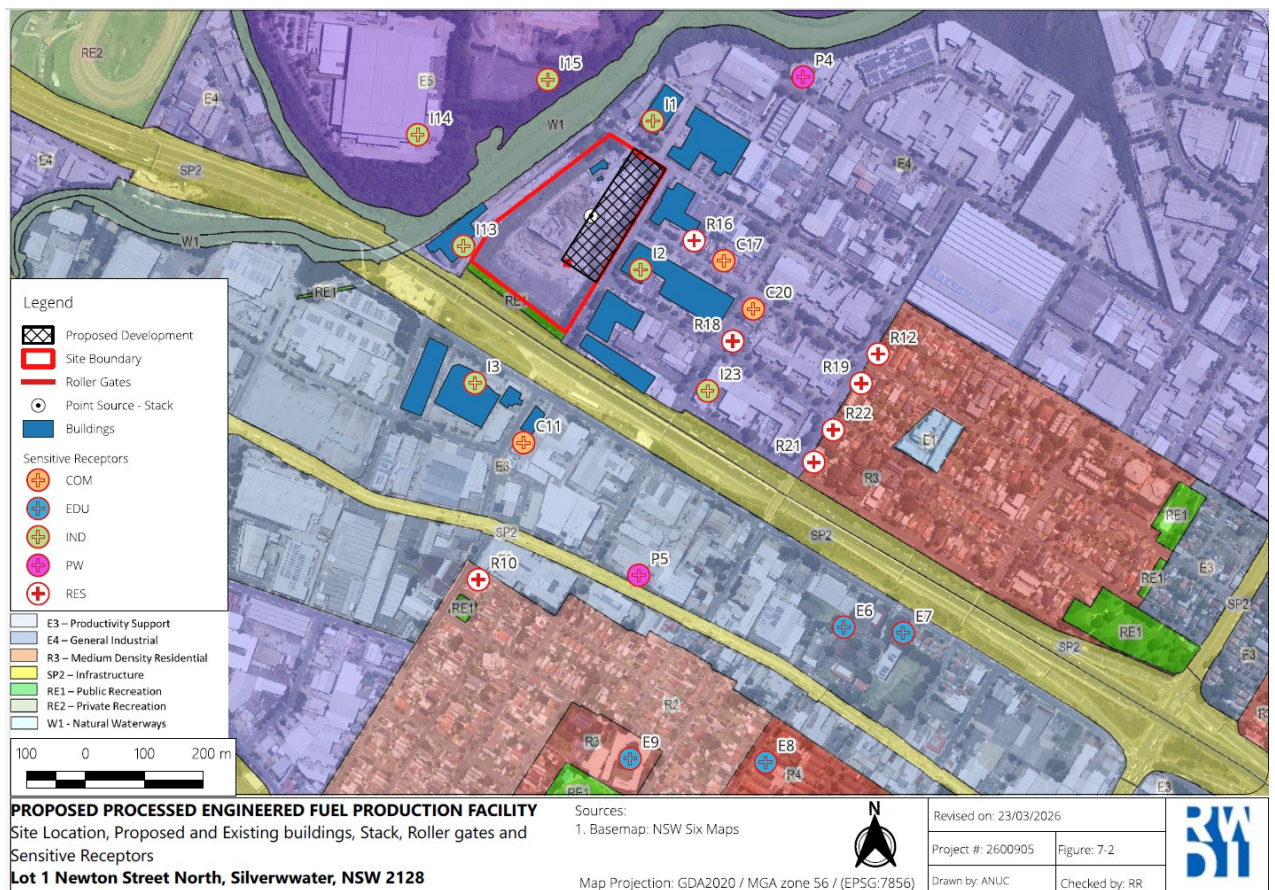 RE2
E4
E5
I15
P4
I14
I1
W1
E4
E4
SP2
R16
C17
W1
I13
I2
C20
RE1
RE1
R18
R12
R19
I3
I23
R22
E1
C11
R21
E3
R3
SP2
SP2
RE1
R10
P5
RE1
E3
RE1
E6
E7
SP2
RE1
SP2
E3
R2
R3
E9
E8
R4
RE1
E3
Legend
Proposed Development
Site Boundary
Roller Gates
Point Source - Stack
Buildings
Sensitive Receptors
COM
EDU
IND
PW
RES
E3 – Productivity Support
E4 – General Industrial
R3 – Medium Density Residential
SP2 – Infrastructure
RE1 – Public Recreation
RE2 – Private Recreation
W1 - Natural Waterways
100 0 100 200 m
PROPOSED PROCESSED ENGINEERED FUEL PRODUCTION FACILITY
Site Location, Proposed and Existing buildings, Stack, Roller gates and
Sensitive Receptors
Lot 1 Newton Street North, Silverwwater, NSW 2128
Sources:
1. Basemap: NSW Six Maps
N
Map Projection: GDA2020 / MGA zone 56 / (EPSG:7856)
Revised on: 23/03/2026
Project #: 2600905
Figure: 7-2
Drawn by: ANUC
Checked by: RR
RWDI